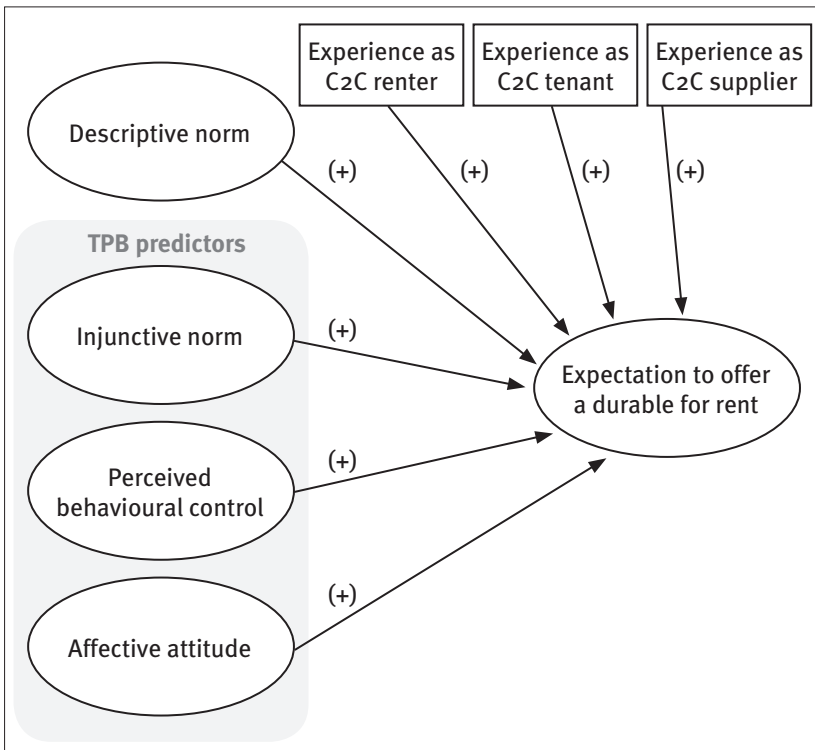 Experience as
C2C renter
Experience as
C2C tenant
Experience as
C2C supplier
Descriptive norm
(+)
(+)
(+)
(+)
TPB predictors
Injunctive norm
(+)
Expectation to offer
a durable for rent
Perceived
behavioural control
(+)
Affective attitude
(+)